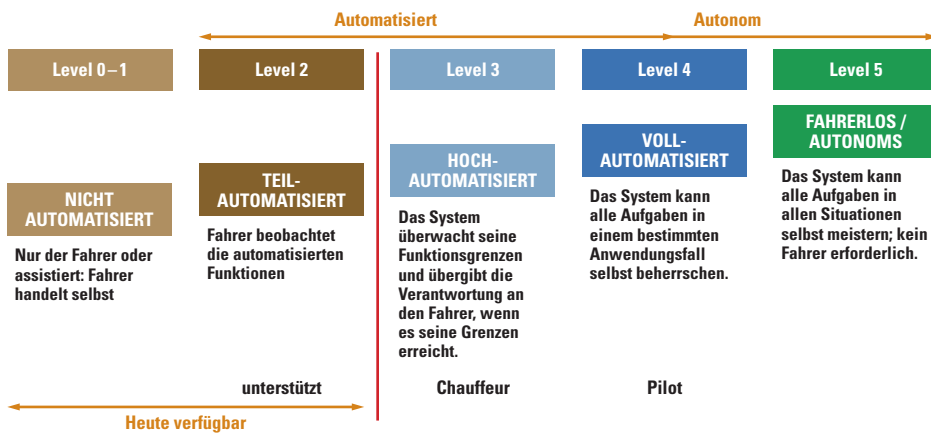 Automatisiert
Autonom
Level 0–1
Level 2
Level 3
Level 4
Level 5
NICHT
AUTOMATISIERT
Nur der Fahrer oder
assistiert: Fahrer
handelt selbst
TEIL-
AUTOMATISIERT
Fahrer beobachtet
die automatisierten
Funktionen
HOCH-
AUTOMATISIERT
Das System
überwacht seine
Funktionsgrenzen
und übergibt die
Verantwortung an
den Fahrer, wenn
es seine Grenzen
erreicht.
VOLL-
AUTOMATISIERT
Das System kann
alle Aufgaben in
einem bestimmten
Anwendungsfall
selbst beherrschen.
FAHRERLOS /
AUTONOMS
Das System kann
alle Aufgaben in
allen Situationen
selbst meistern; kein
Fahrer erforderlich.
unterstützt
Chauffeur
Pilot
Heute verfügbar